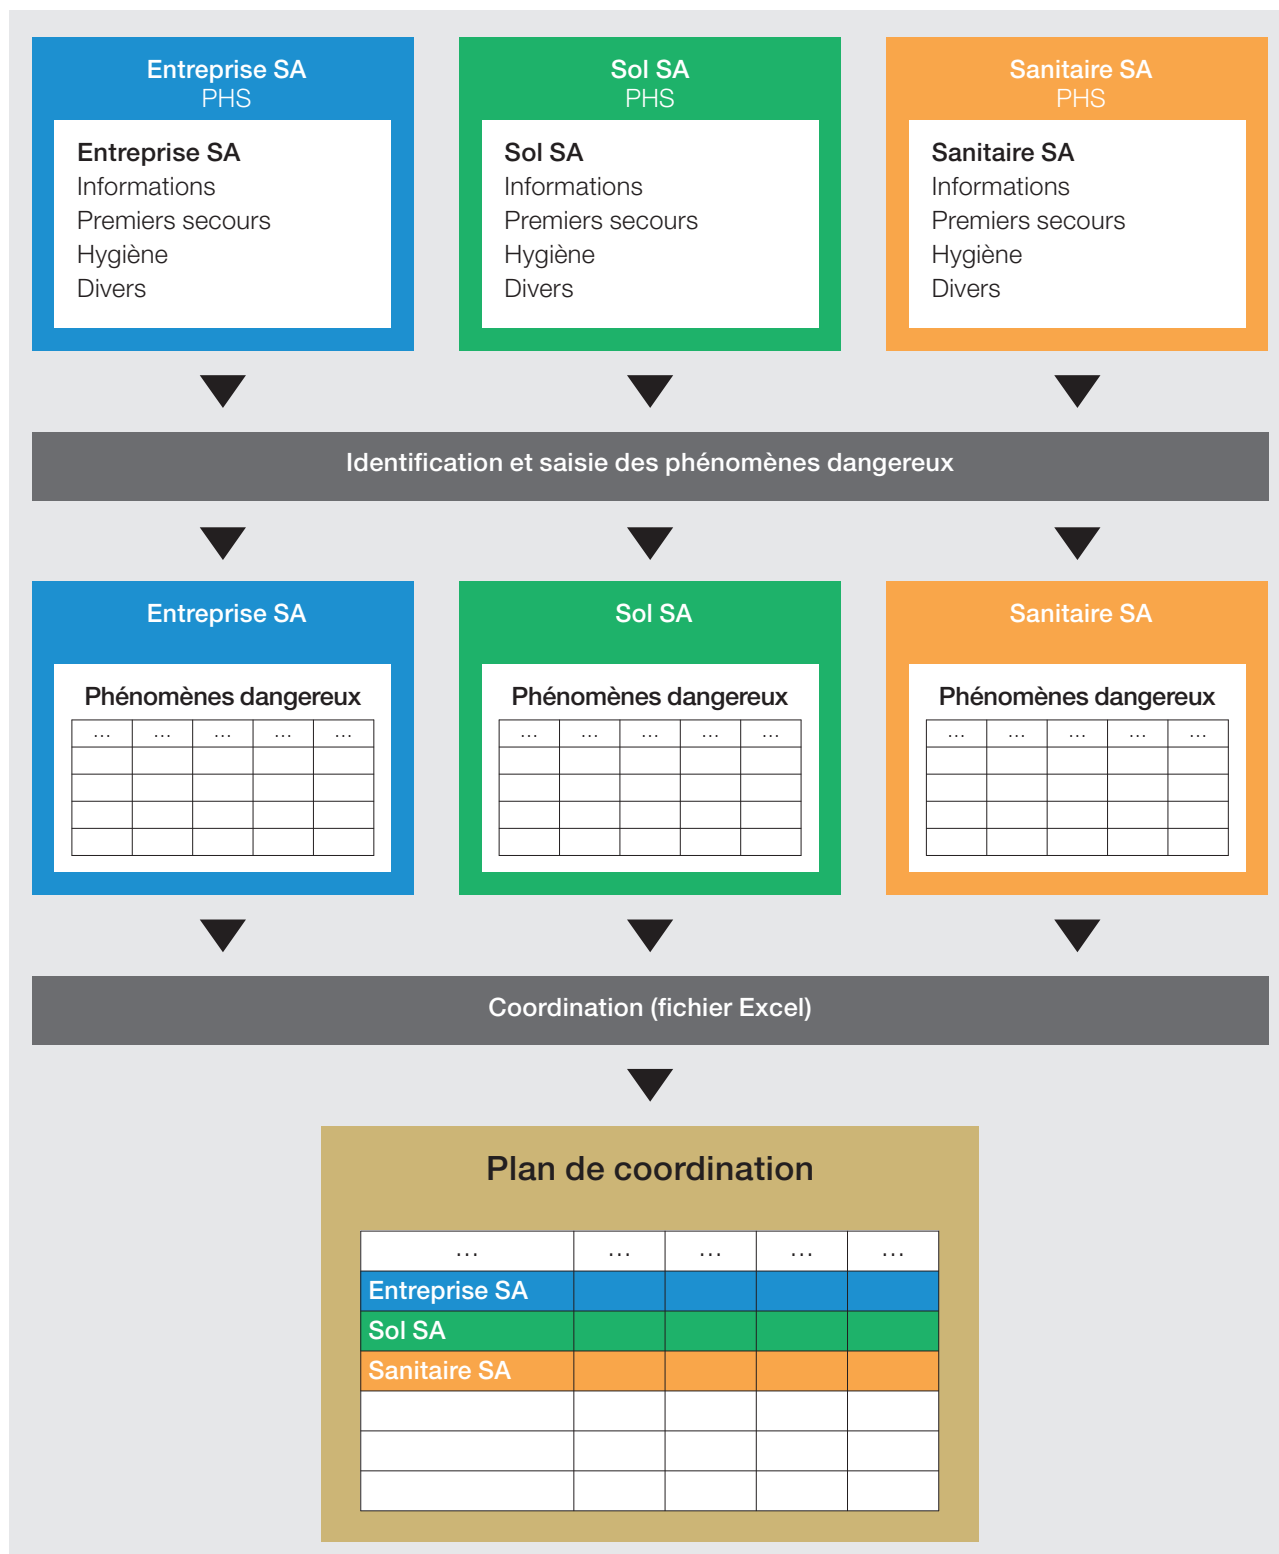 Entreprise SA
PHS
Entreprise SA
Informations
Premiers secours
Hygiène
Divers
Sol SA
PHS
Sol SA
Informations
Premiers secours
Hygiène
Divers
Sanitaire SA
PHS
Sanitaire SA
Informations
Premiers secours
Hygiène
Divers
Identification et saisie des phénomènes dangereux
Entreprise SA
Phénomènes dangereux
... ... ... ... ...
Sol SA
Phénomènes dangereux
... ... ... ... ...
Sanitaire SA
Phénomènes dangereux
... ... ... ... ...
Coordination (fichier Excel)
Plan de coordination
... ... ... ... ...
Entreprise SA
Sol SA
Sanitaire SA